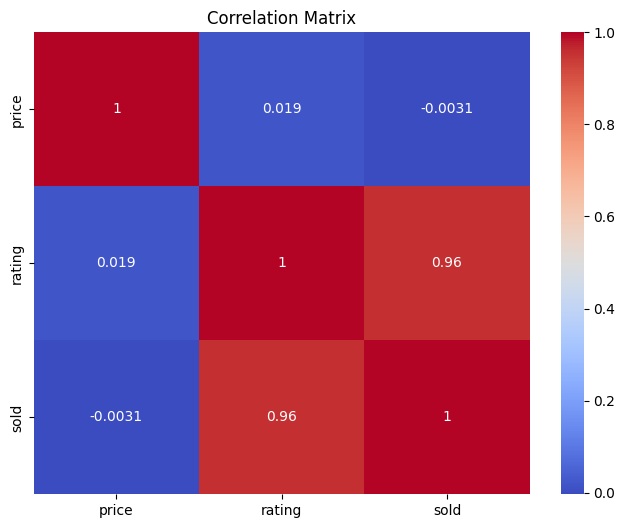 Correlation Matrix
price
1
0.019
-0.0031
rating
0.019
1
0.96
sold
-0.0031
0.96
1
price
rating
sold
1.0
0.8
0.6
0.4
0.2
0.0